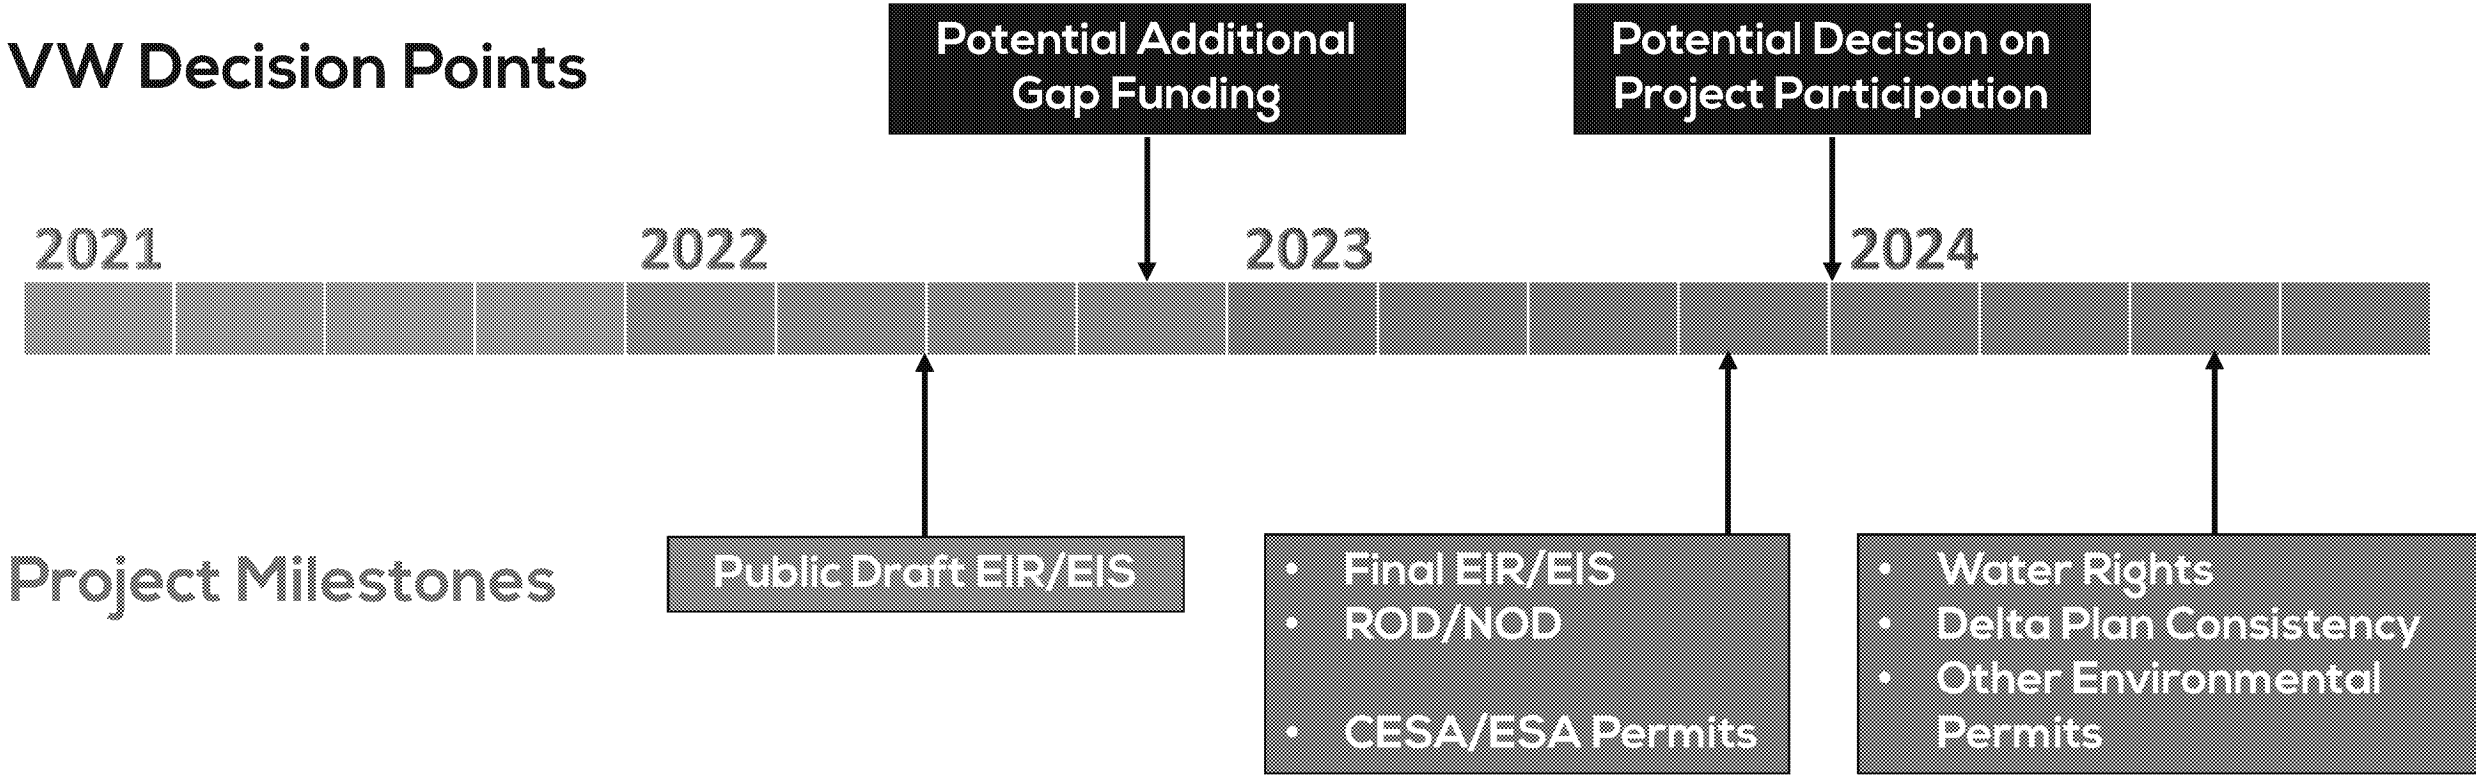 VW Decision Points
Potential Additional
Gap Funding
Potential Decision on
Project Participation
2021
2022
2023
2024
Project Milestones
Public Draft EIR/EIS
• Final EIR/EIS
• ROD/NOD
• CESA/ESA Permits
• Water Rights
• Delta Plan Consistency
• Other Environmental
Permits